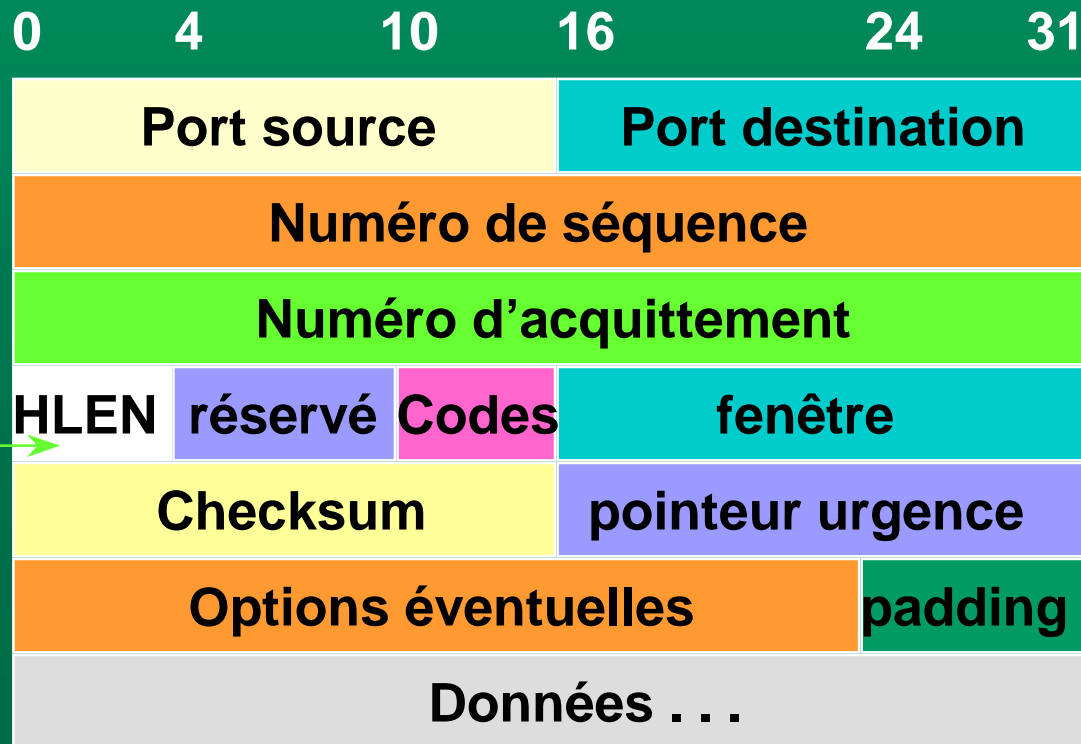 0 4 10 16 24 31
Port source Port destination
Numéro de séquence
Numéro d’acquittement
HLEN réservé Codes fenêtre
Checksum pointeur urgence
Options éventuelles padding
Données . . .